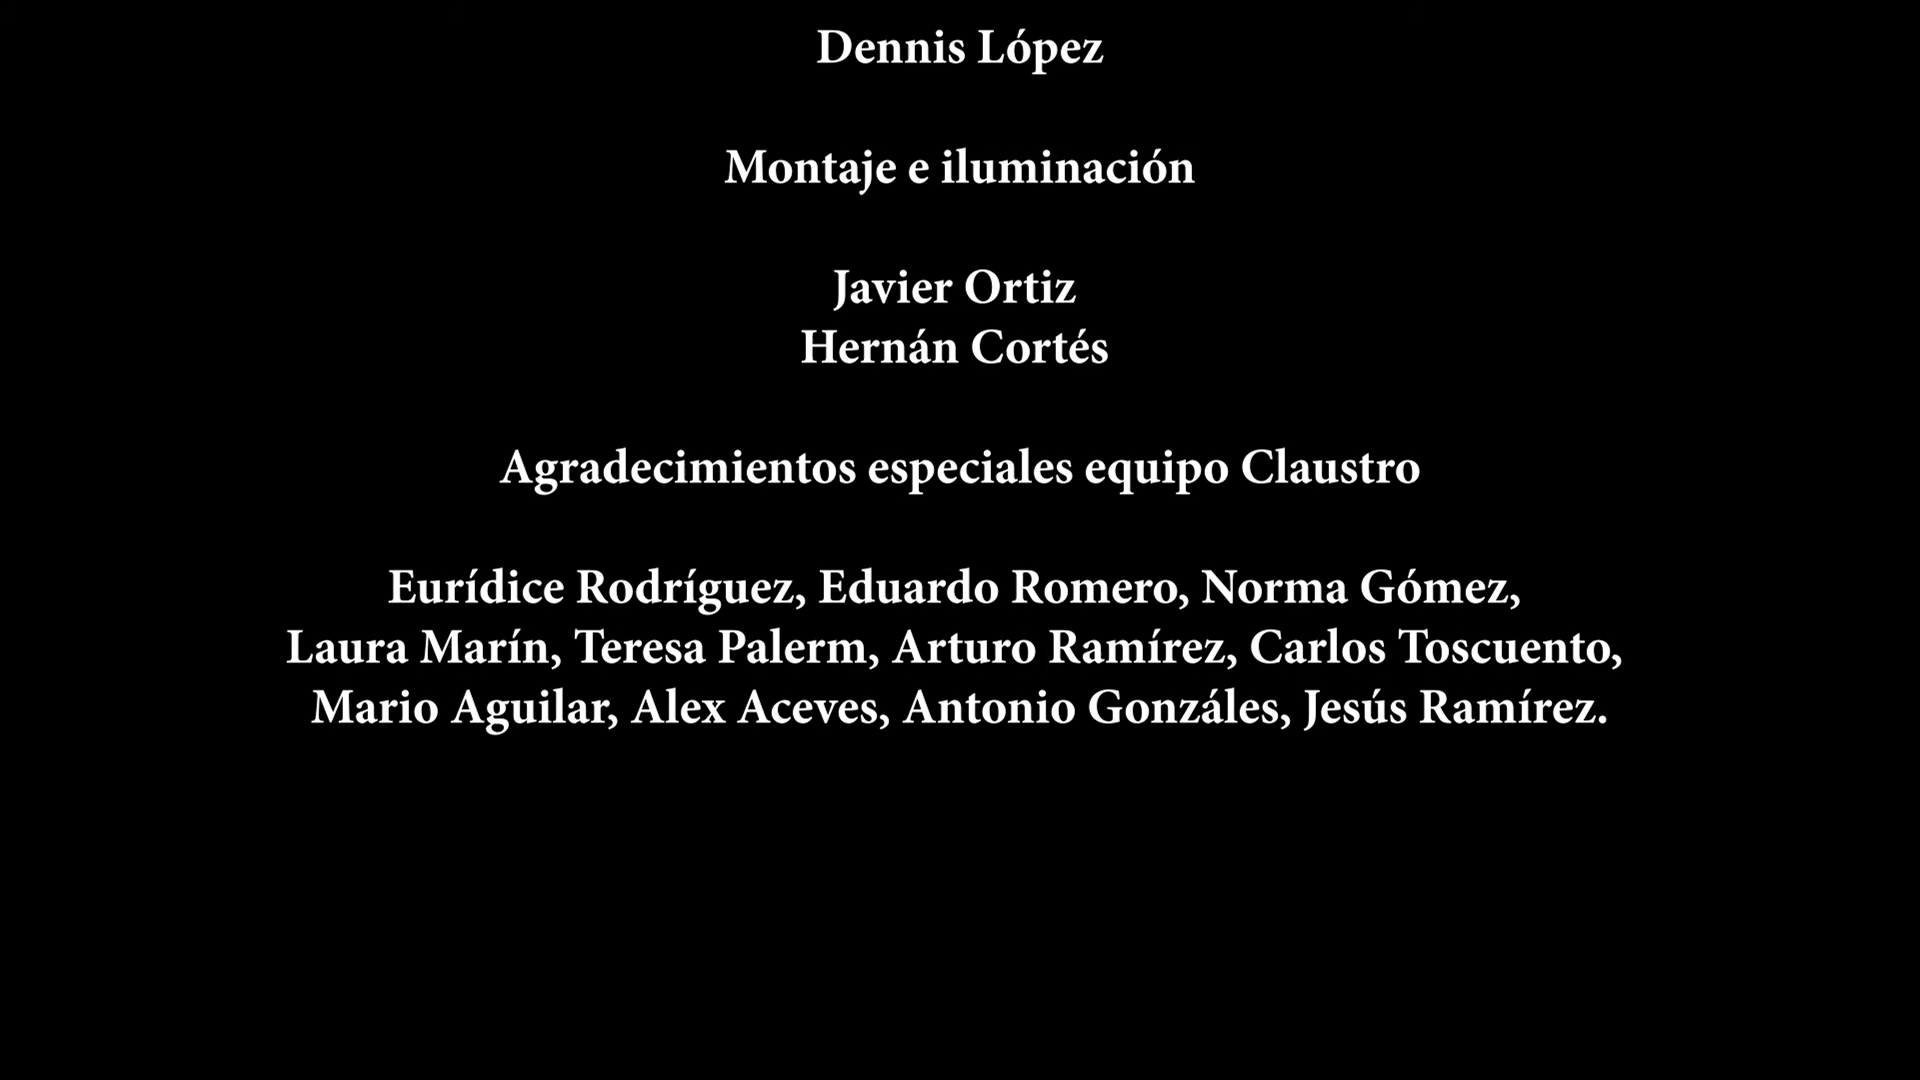 Dennis López
Montaje e iluminación
Javier Ortiz
Hernán Cortés
Agradecimientos especiales equipo Claustro
Eurídice Rodríguez, Eduardo Romero, Norma Gómez,
Laura Marín, Teresa Palerm, Arturo Ramírez, Carlos Toscuento,
Mario Aguilar, Alex Aceves, Antonio Gonzáles, Jesús Ramírez.